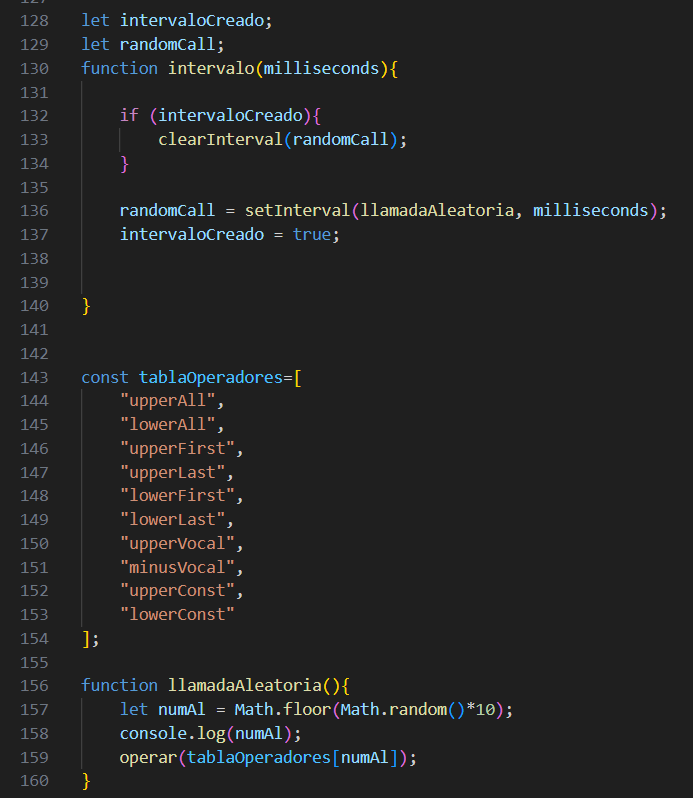 128 let intervaloCreado;
129 let randomCall;
130 function intervalo(milliseconds){
131
132     if (intervaloCreado){
133         clearInterval(randomCall);
134     }
135
136     randomCall = setInterval(llamadaAleatoria, milliseconds);
137     intervaloCreado = true;
138
139
140 }
141
142
143 const tablaOperadores=[
144     "upperAll",
145     "lowerAll",
146     "upperFirst",
147     "upperLast",
148     "lowerFirst",
149     "lowerLast",
150     "upperVocal",
151     "minusVocal",
152     "upperConst",
153     "lowerConst"
154 ];
155
156 function llamadaAleatoria(){
157     let numAl = Math.floor(Math.random()*10);
158     console.log(numAl);
159     operar(tablaOperadores[numAl]);
160 }